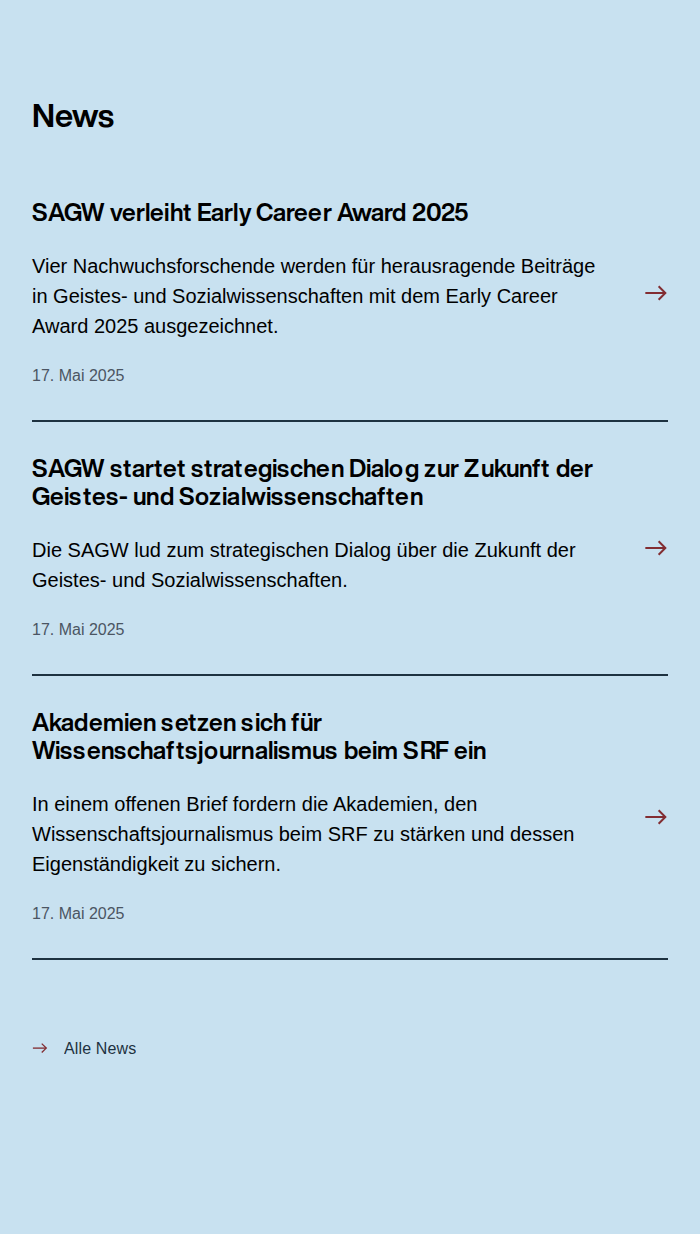 News
SAGW verleiht Early Career Award 2025
Vier Nachwuchsforschende werden für herausragende Beiträge
in Geistes- und Sozialwissenschaften mit dem Early Career
Award 2025 ausgezeichnet.
17. Mai 2025
SAGW startet strategischen Dialog zur Zukunft der
Geistes- und Sozialwissenschaften
Die SAGW lud zum strategischen Dialog über die Zukunft der
Geistes- und Sozialwissenschaften.
17. Mai 2025
Akademien setzen sich für
Wissenschaftsjournalismus beim SRF ein
In einem offenen Brief fordern die Akademien, den
Wissenschaftsjournalismus beim SRF zu stärken und dessen
Eigenständigkeit zu sichern.
17. Mai 2025
Alle News